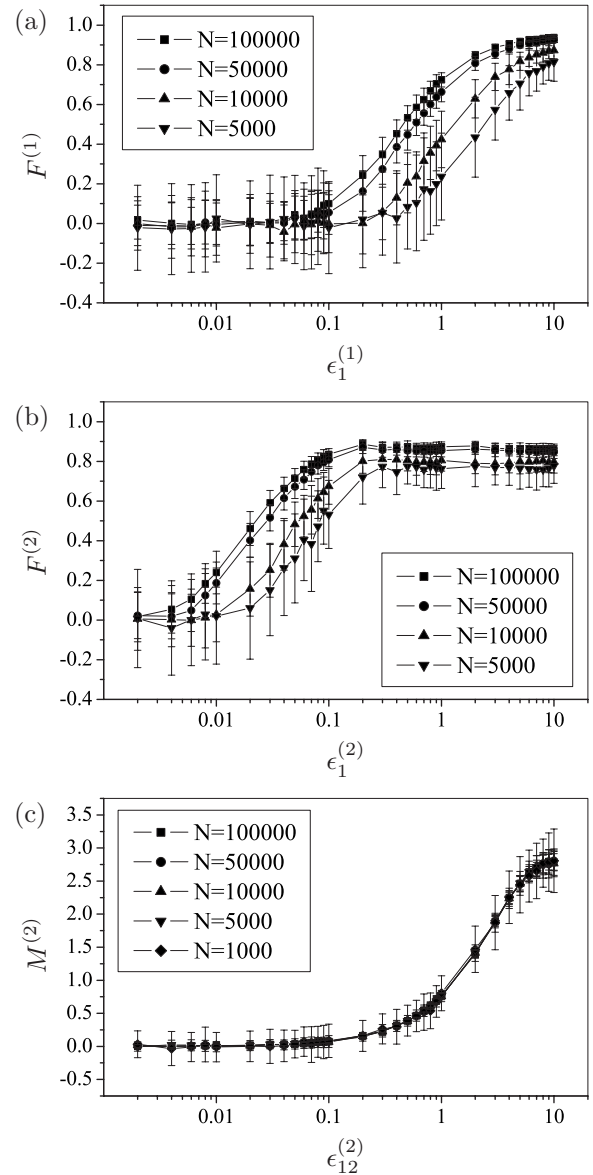 (a)
1.0
0.8
0.6
0.4
0.2
0.0
-0.2
-0.4
F^{(1)}
N=100000
N=50000
N=10000
N=5000
0.01
0.1
1
10
ϵ_1^{(1)}
(b)
1.0
0.8
0.6
0.4
0.2
0.0
-0.2
-0.4
F^{(2)}
N=100000
N=50000
N=10000
N=5000
0.01
0.1
1
10
ϵ_1^{(2)}
(c)
3.5
3.0
2.5
2.0
1.5
1.0
0.5
0.0
-0.5
M^{(2)}
N=100000
N=50000
N=10000
N=5000
N=1000
0.01
0.1
1
10
ϵ_{12}^{(2)}